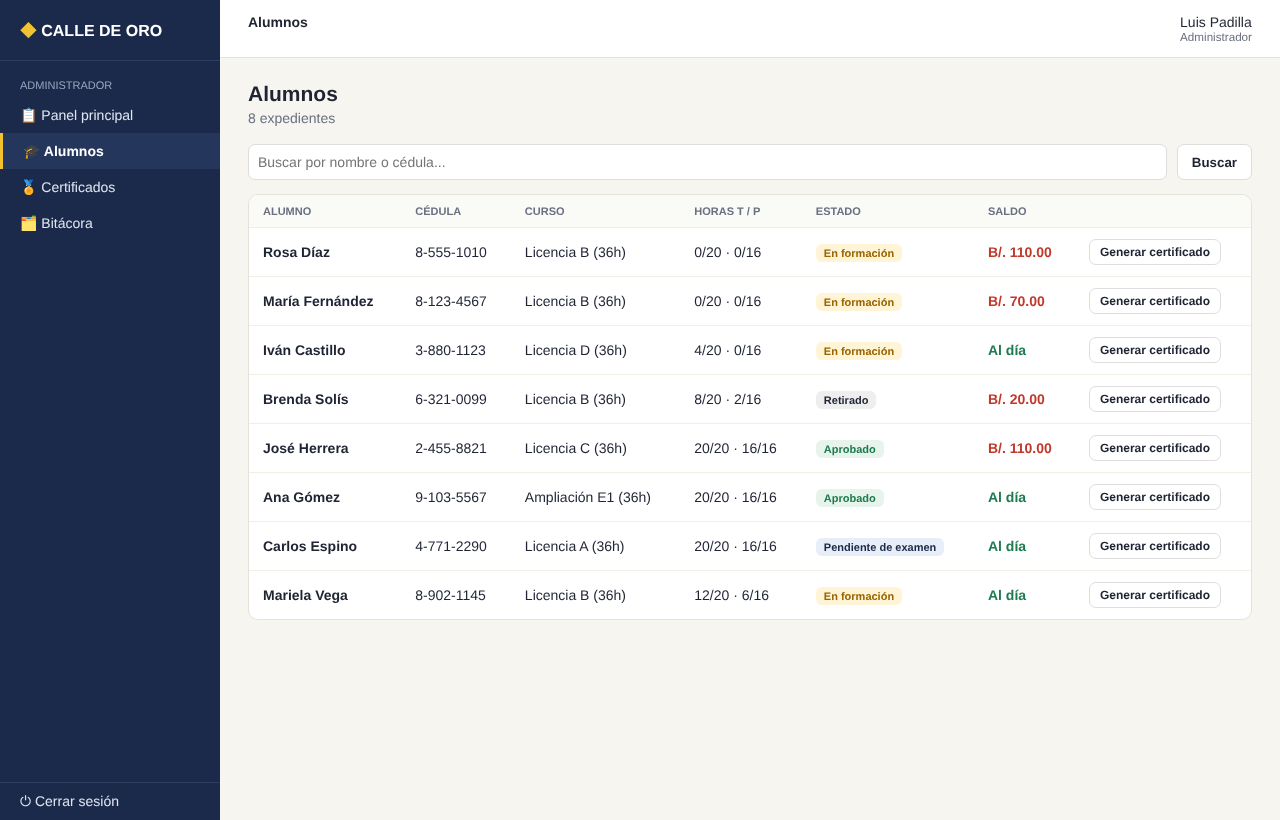 CALLE DE ORO
ADMINISTRADOR
Panel principal
Alumnos
Certificados
Bitácora
Cerrar sesión
Alumnos
Luis Padilla
Administrador
Alumnos
8 expedientes
Buscar por nombre o cédula... Buscar
ALUMNO CÉDULA CURSO HORAS T / P ESTADO SALDO
Rosa Díaz 8-555-1010 Licencia B (36h) 0/20 · 0/16 En formación B/. 110.00 Generar certificado
María Fernández 8-123-4567 Licencia B (36h) 0/20 · 0/16 En formación B/. 70.00 Generar certificado
Iván Castillo 3-880-1123 Licencia D (36h) 4/20 · 0/16 En formación Al día Generar certificado
Brenda Solís 6-321-0099 Licencia B (36h) 8/20 · 2/16 Retirado B/. 20.00 Generar certificado
José Herrera 2-455-8821 Licencia C (36h) 20/20 · 16/16 Aprobado B/. 110.00 Generar certificado
Ana Gómez 9-103-5567 Ampliación E1 (36h) 20/20 · 16/16 Aprobado Al día Generar certificado
Carlos Espino 4-771-2290 Licencia A (36h) 20/20 · 16/16 Pendiente de examen Al día Generar certificado
Mariela Vega 8-902-1145 Licencia B (36h) 12/20 · 6/16 En formación Al día Generar certificado